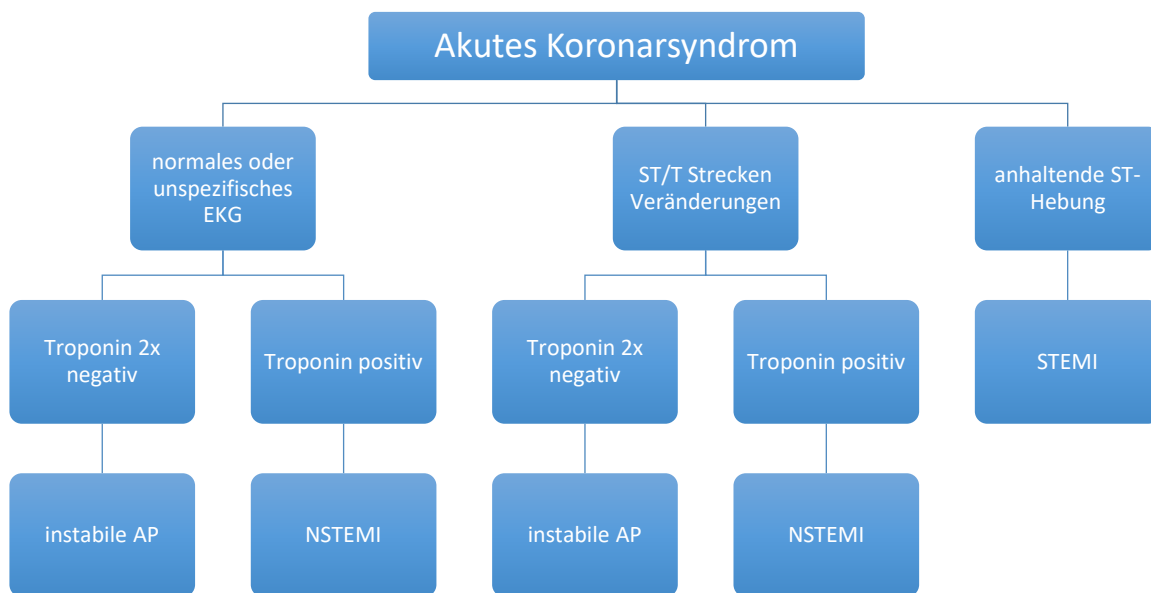 Akutes Koronarsyndrom
normales oder
unspezifisches
EKG
ST/T Strecken
Veränderungen
anhaltende ST-
Hebung
Troponin 2x
negativ
Troponin positiv
Troponin 2x
negativ
Troponin positiv
STEMI
instabile AP
NSTEMI
instabile AP
NSTEMI